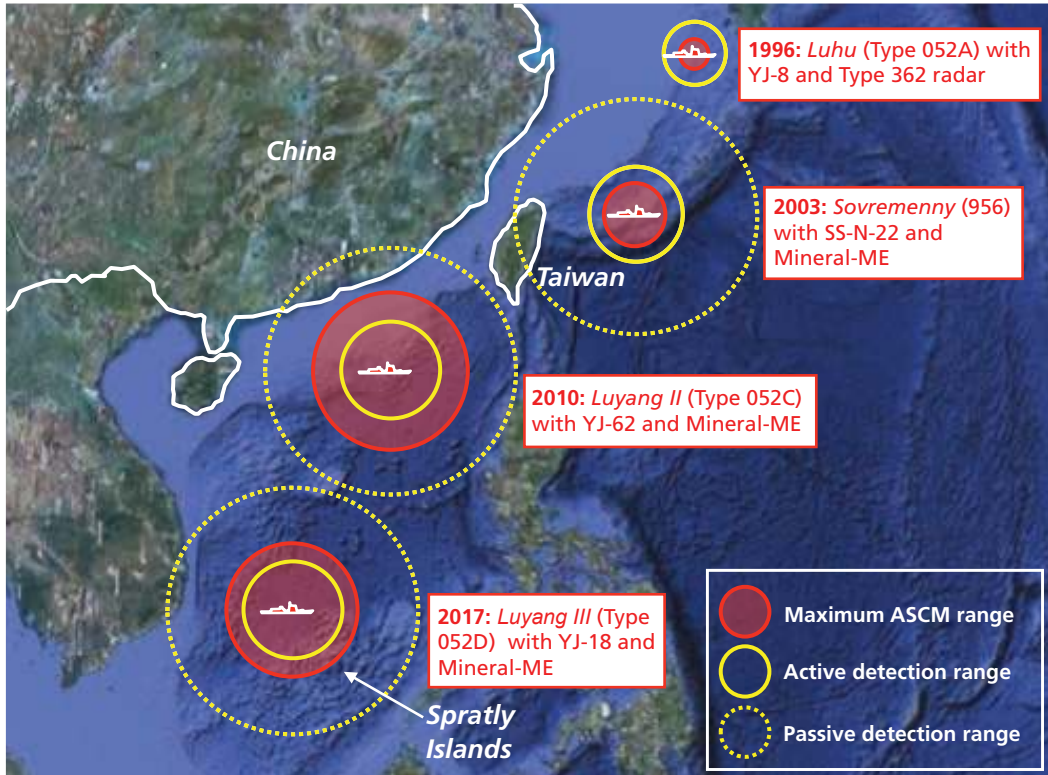 1996: Luhu (Type 052A) with
YJ-8 and Type 362 radar
China
2003: Sovremenny (956)
with SS-N-22 and
Mineral-ME
Taiwan
2010: Luyang II (Type 052C)
with YJ-62 and Mineral-ME
2017: Luyang III (Type
052D) with YJ-18 and
Mineral-ME
Spratly
Islands
Maximum ASCM range
Active detection range
Passive detection range